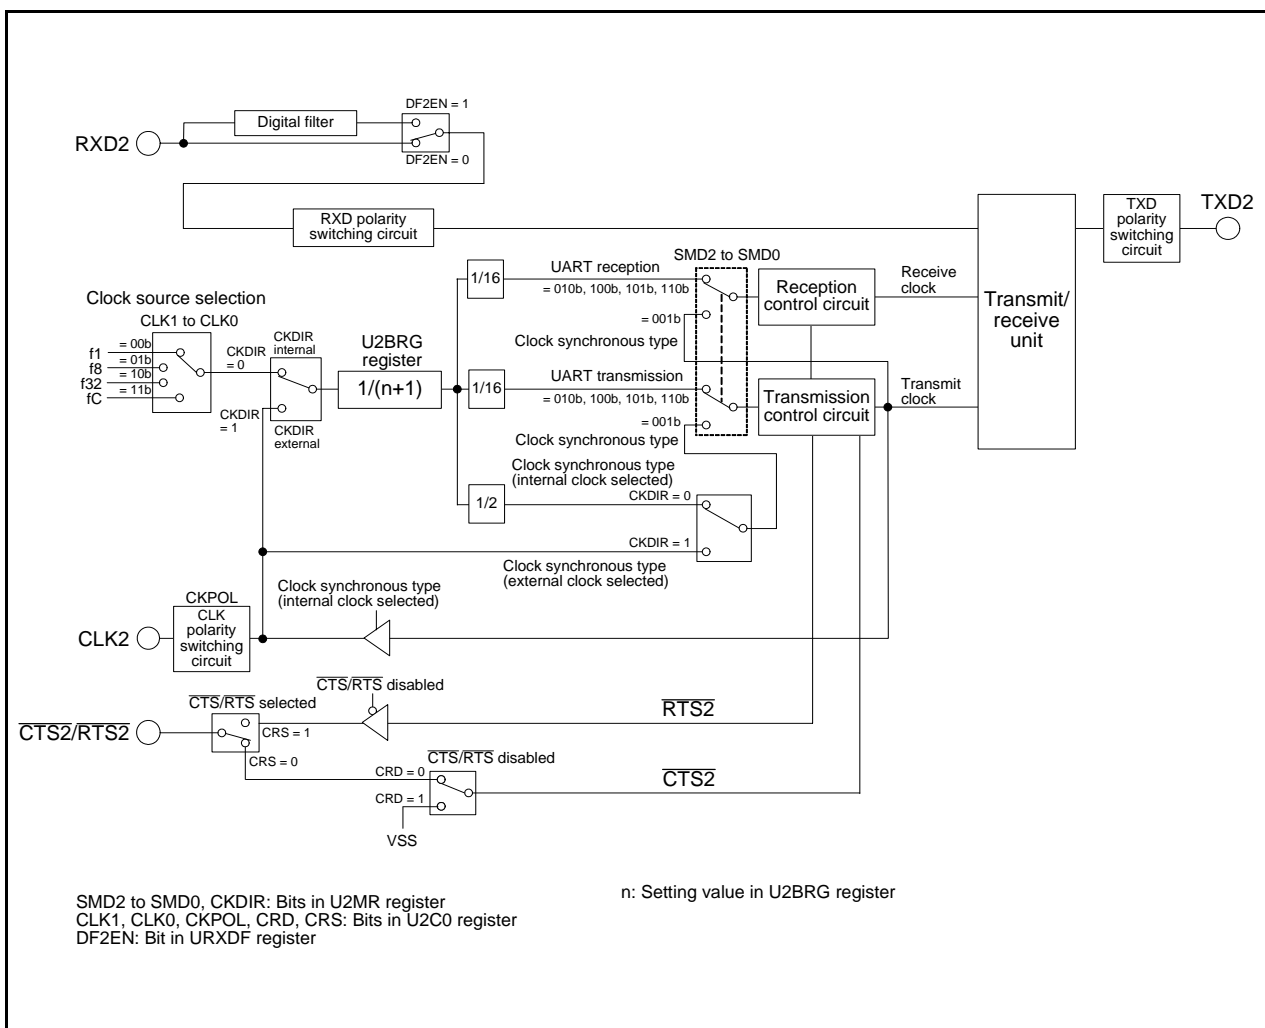 DF2EN = 1
Digital filter
RXD2
DF2EN = 0
RXD polarity
switching circuit
TXD
polarity
switching
circuit
TXD2
SMD2 to SMD0
1/16
UART reception
= 010b, 100b, 101b, 110b
Reception
control circuit
Receive
clock
Transmit/
receive
unit
Clock source selection
CLK1 to CLK0
= 00b
f1
= 01b
f8
= 10b
f32
= 11b
fC
CKDIR
= 0
CKDIR
internal
CKDIR
= 1
CKDIR
external
U2BRG
register
1/(n+1)
= 001b
Clock synchronous type
1/16
UART transmission
= 010b, 100b, 101b, 110b
Transmission
control circuit
Transmit
clock
= 001b
Clock synchronous type
Clock synchronous type
(internal clock selected)
1/2
CKDIR = 0
CKDIR = 1
Clock synchronous type
(external clock selected)
Clock synchronous type
(internal clock selected)
CKPOL
CLK
polarity
switching
circuit
CLK2
CTS/RTS disabled
CTS/RTS selected
CTS2/RTS2
CRS = 1
CRS = 0
RTS2
CTS/RTS disabled
CRD = 0
CRD = 1
CTS2
VSS
SMD2 to SMD0, CKDIR: Bits in U2MR register
CLK1, CLK0, CKPOL, CRD, CRS: Bits in U2C0 register
DF2EN: Bit in URXDF register
n: Setting value in U2BRG register